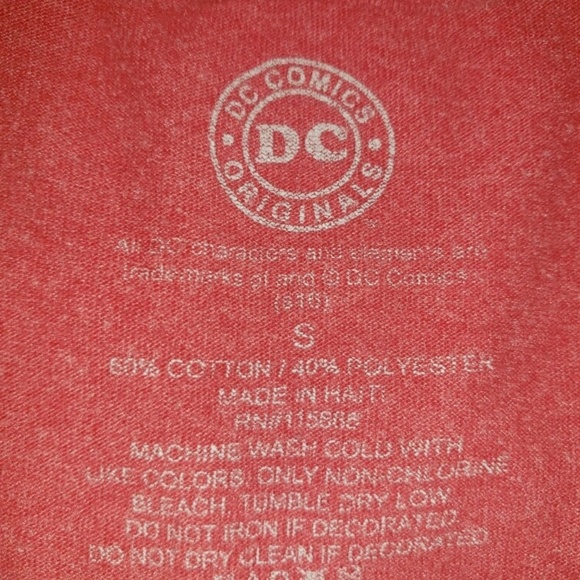 DC COMICS
DC
ORIGINALS
All DC characters and elements are
trademarks of and © DC Comics.
(s16)
S
60% COTTON / 40% POLYESTER
MADE IN HAITI
MACHINE WASH COLD WITH
LIKE COLORS, ONLY NON-CHLORINE
BLEACH, TUMBLE DRY LOW
DO NOT IRON IF DECORATED
DO NOT DRY CLEAN IF DECORATED